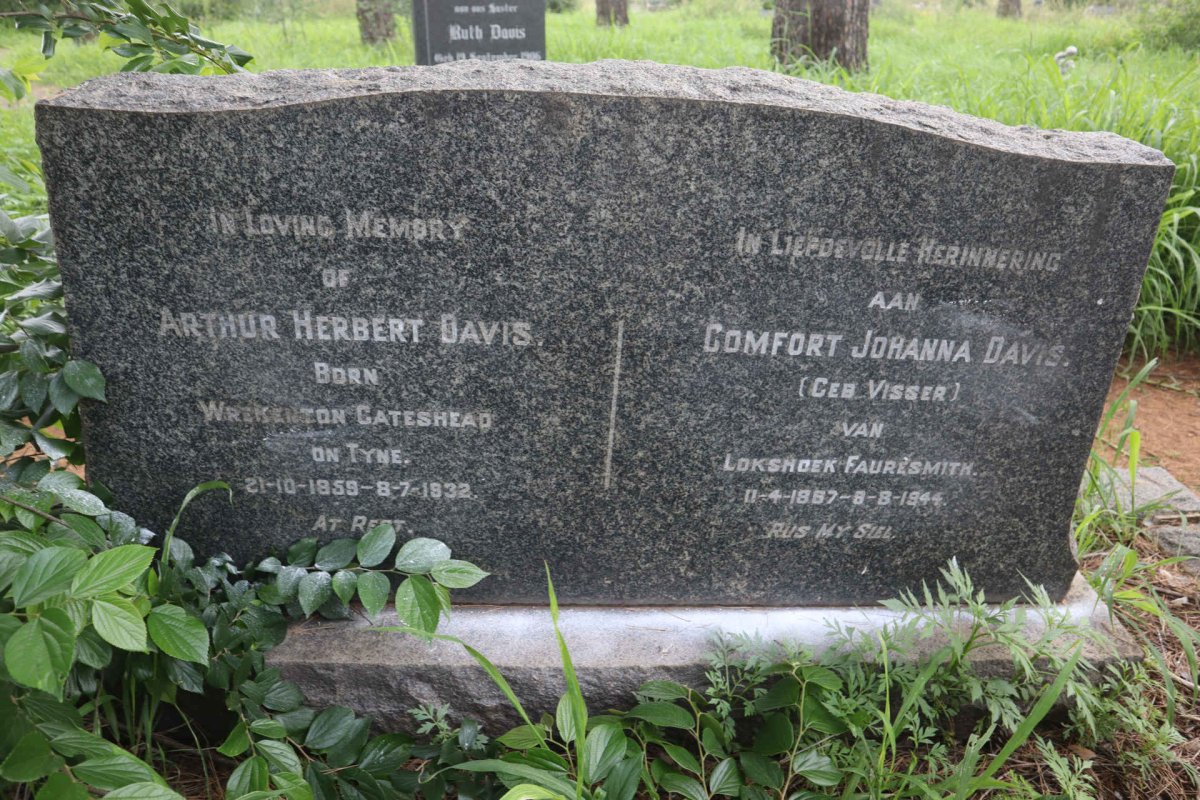 Ruth Davis
In Loving Memory
of
Arthur Herbert Davis.
Born
Wrekenton Gateshead
on Tyne.
21-10-1859-8-7-1932.
At Rest.
In Liefdevolle Herinnering
aan
Comfort Johanna Davis.
(Geb Visser)
van
Lokshoek Fauresmith.
11-4-1867-8-8-1944.
Rus My Siil